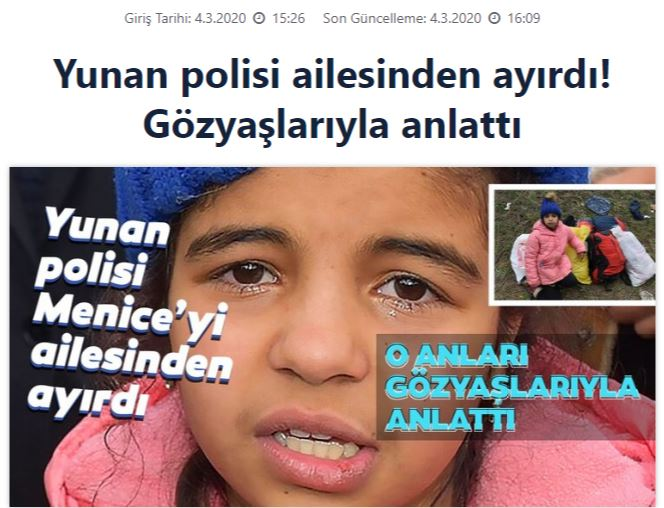 Giriş Tarihi: 4.3.2020 15:26 Son Güncelleme: 4.3.2020 16:09
Yunan polisi ailesinden ayırdı!
Gözyaşlarıyla anlattı
Yunan
polisi
Menice’yi
ailesinden
ayırdı
O ANLARI
GÖZYAŞLARIYLA
ANLATTI